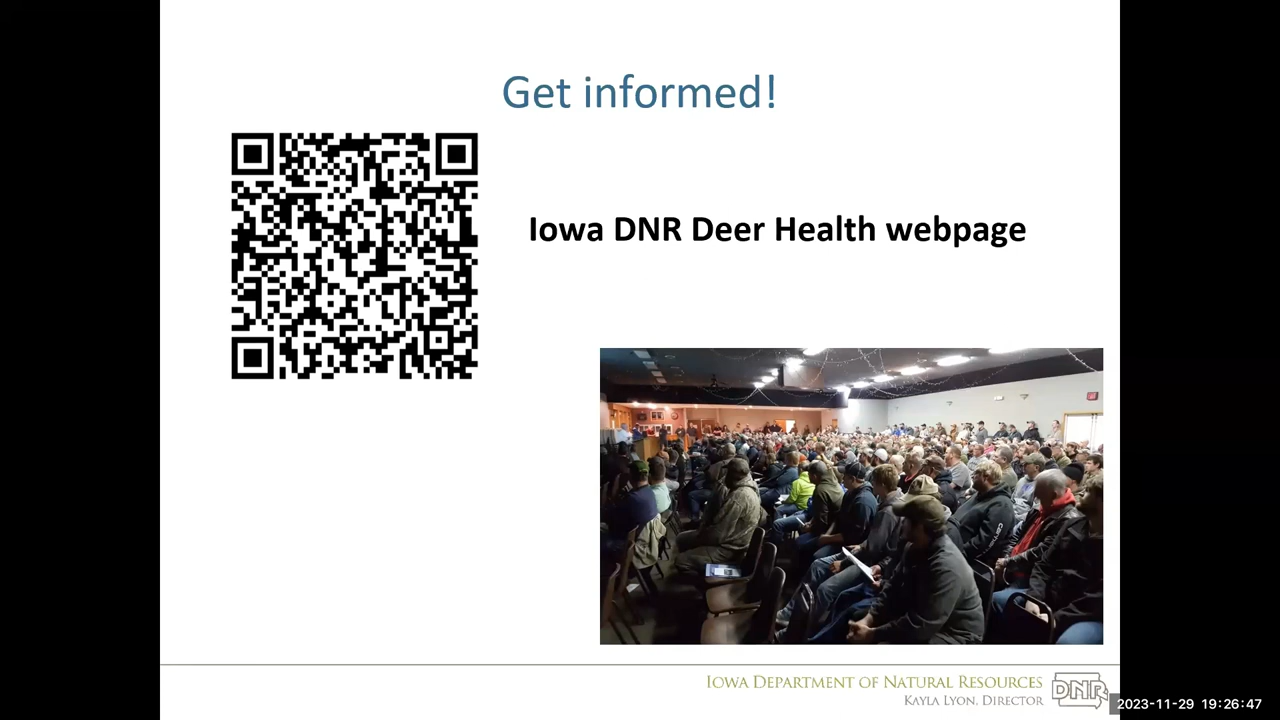 Get informed!
Iowa DNR Deer Health webpage
IOWA DEPARTMENT OF NATURAL RESOURCES
KAYLA LYON, DIRECTOR
DNR
2023-11-29 19:26:47